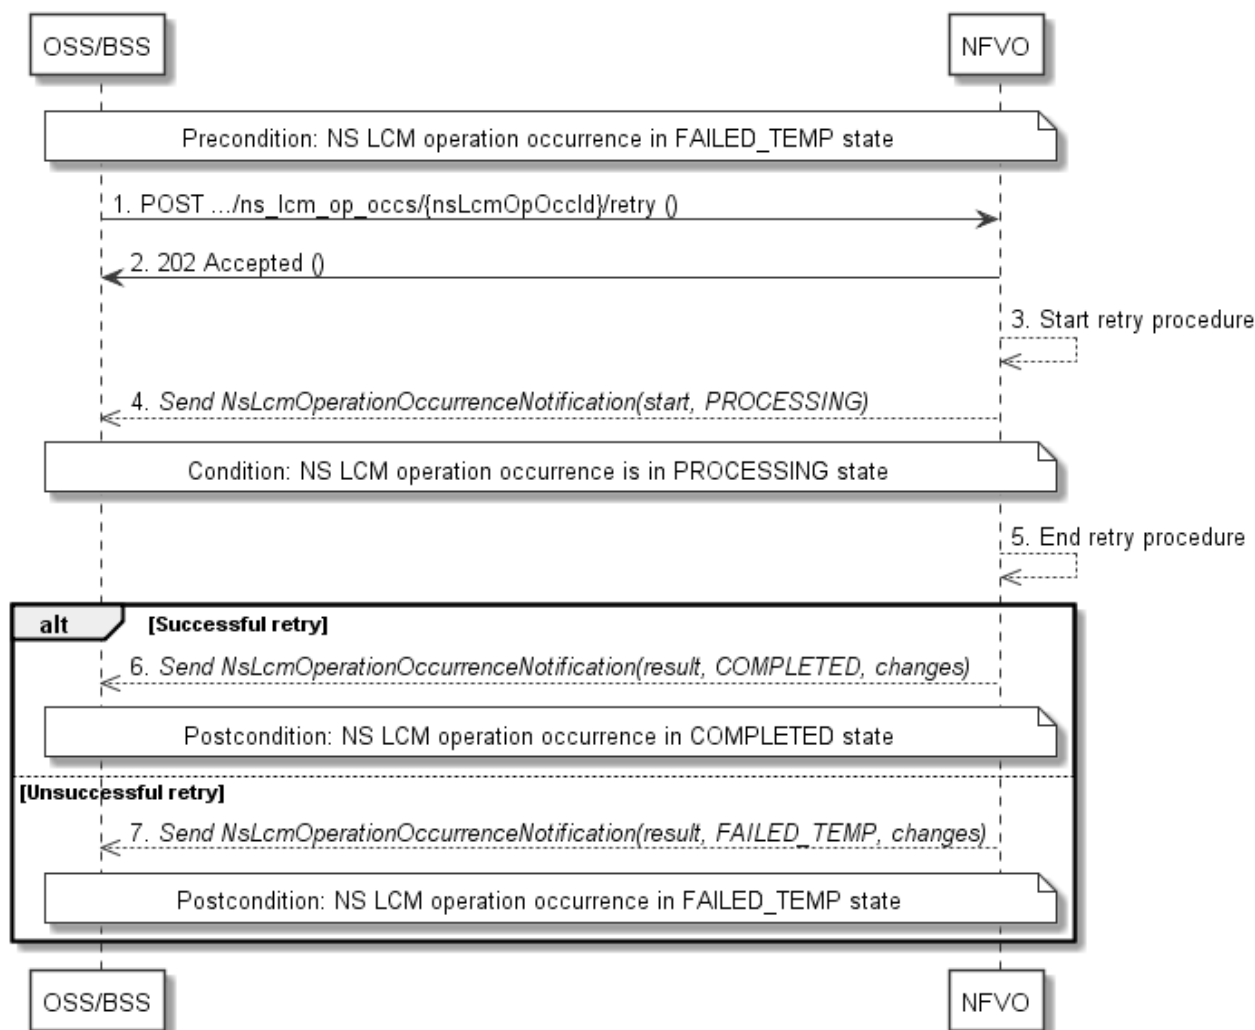 OSS/BSS
NFVO
Precondition: NS LCM operation occurrence in FAILED_TEMP state
1. POST .../ns_lcm_op_occs/{nsLcmOpOccId}/retry ()
2. 202 Accepted ()
3. Start retry procedure
4. Send NsLcmOperationOccurrenceNotification(start, PROCESSING)
Condition: NS LCM operation occurrence is in PROCESSING state
5. End retry procedure
alt
[Successful retry]
6. Send NsLcmOperationOccurrenceNotification(result, COMPLETED, changes)
Postcondition: NS LCM operation occurrence in COMPLETED state
[Unsuccessful retry]
7. Send NsLcmOperationOccurrenceNotification(result, FAILED_TEMP, changes)
Postcondition: NS LCM operation occurrence in FAILED_TEMP state
OSS/BSS
NFVO